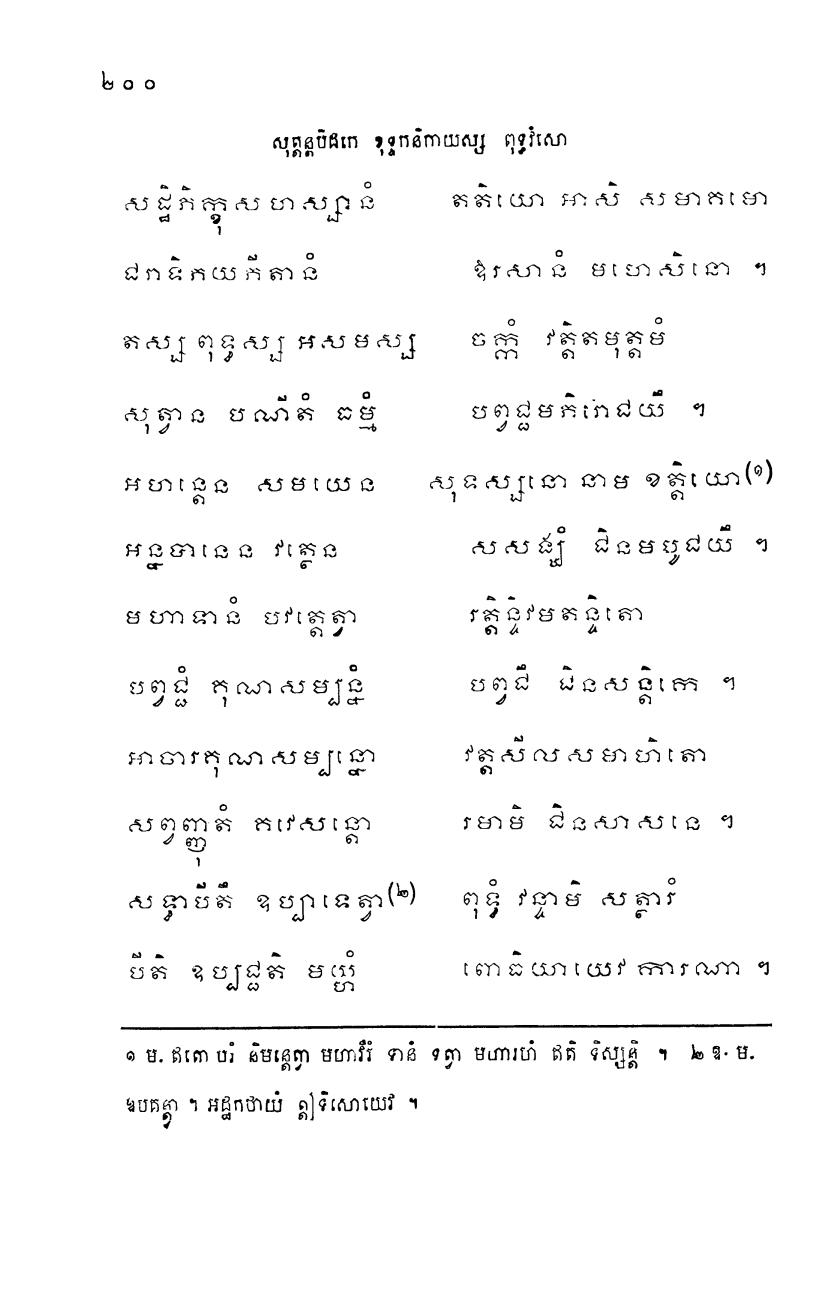 ២០០
សុត្តន្តបិដកេ ខុទ្ទកនិកាយស្ស ពុទ្ធវំសោ
សដ្ឋិភិក្ខុសហស្សានំ តតិយោ អាសិ សមាគមោ
ជរាទិភយភីតានំ ឱរសានំ មហេសិនោ ។
តស្ស ពុទ្ធស្ស អសមស្ស ចក្កំ វត្តិតមុត្តមំ
សុត្វាន បណីតំ ធម្មំ បព្វជ្ជមភិរោជយឹ ។
អហន្តេន សមយេន សុទស្សនោ នាម ខត្តិយោ(១)
អន្នបានេន វត្ថេន សសង្ឃំ ជិនមបូជយឹ ។
មហាទានំ បវត្តេត្វា រត្តិន្ទិវមតន្ទិតោ
បព្វជ្ជំ គុណសម្បន្នំ បព្វជឹ ជិនសន្តិកេ ។
អាចារគុណសម្បន្នោ វត្តសីលសមាហិតោ
សព្វញ្ញុតំ គវេសន្តោ រមាមិ ជិនសាសនេ ។
សទ្ធាបីតឹ ឧប្បាទេត្វា(២) ពុទ្ធំ វន្ទាមិ សត្ថារំ
បីតិ ឧប្បជ្ជតិ មយ្ហំ ពោធិយាយេវ ការណា ។
១ ម. ឥតោ បរំ និមន្តេត្វា មហាវីរំ ទានំ ទត្វា មហារហំ ឥតិ ទិស្សន្តិ ។ ២ ឱ. ម.
ឧបគន្ត្វា ។ អដ្ឋកថាយំ ឦទិសោយេវ ។